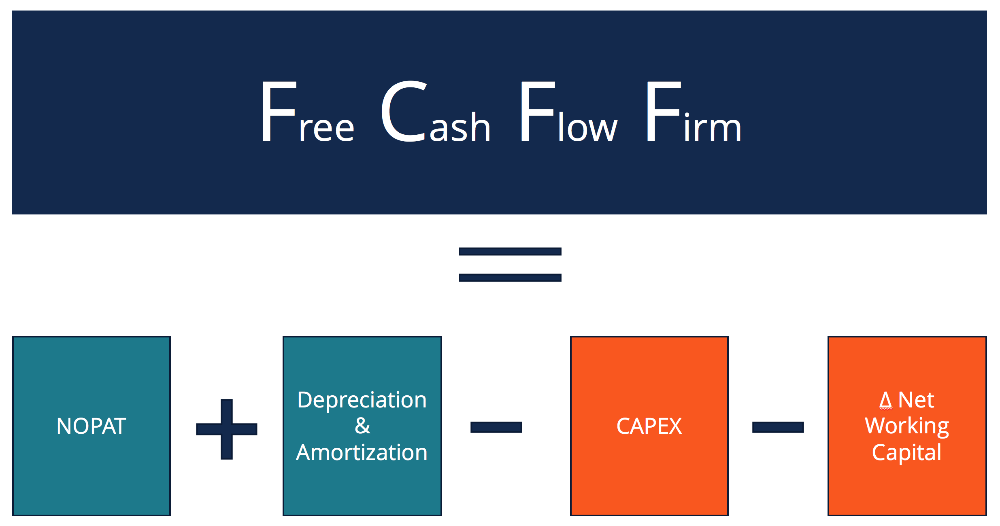 Free Cash Flow Firm
NOPAT
Depreciation
&
Amortization
CAPEX
Δ Net
Working
Capital